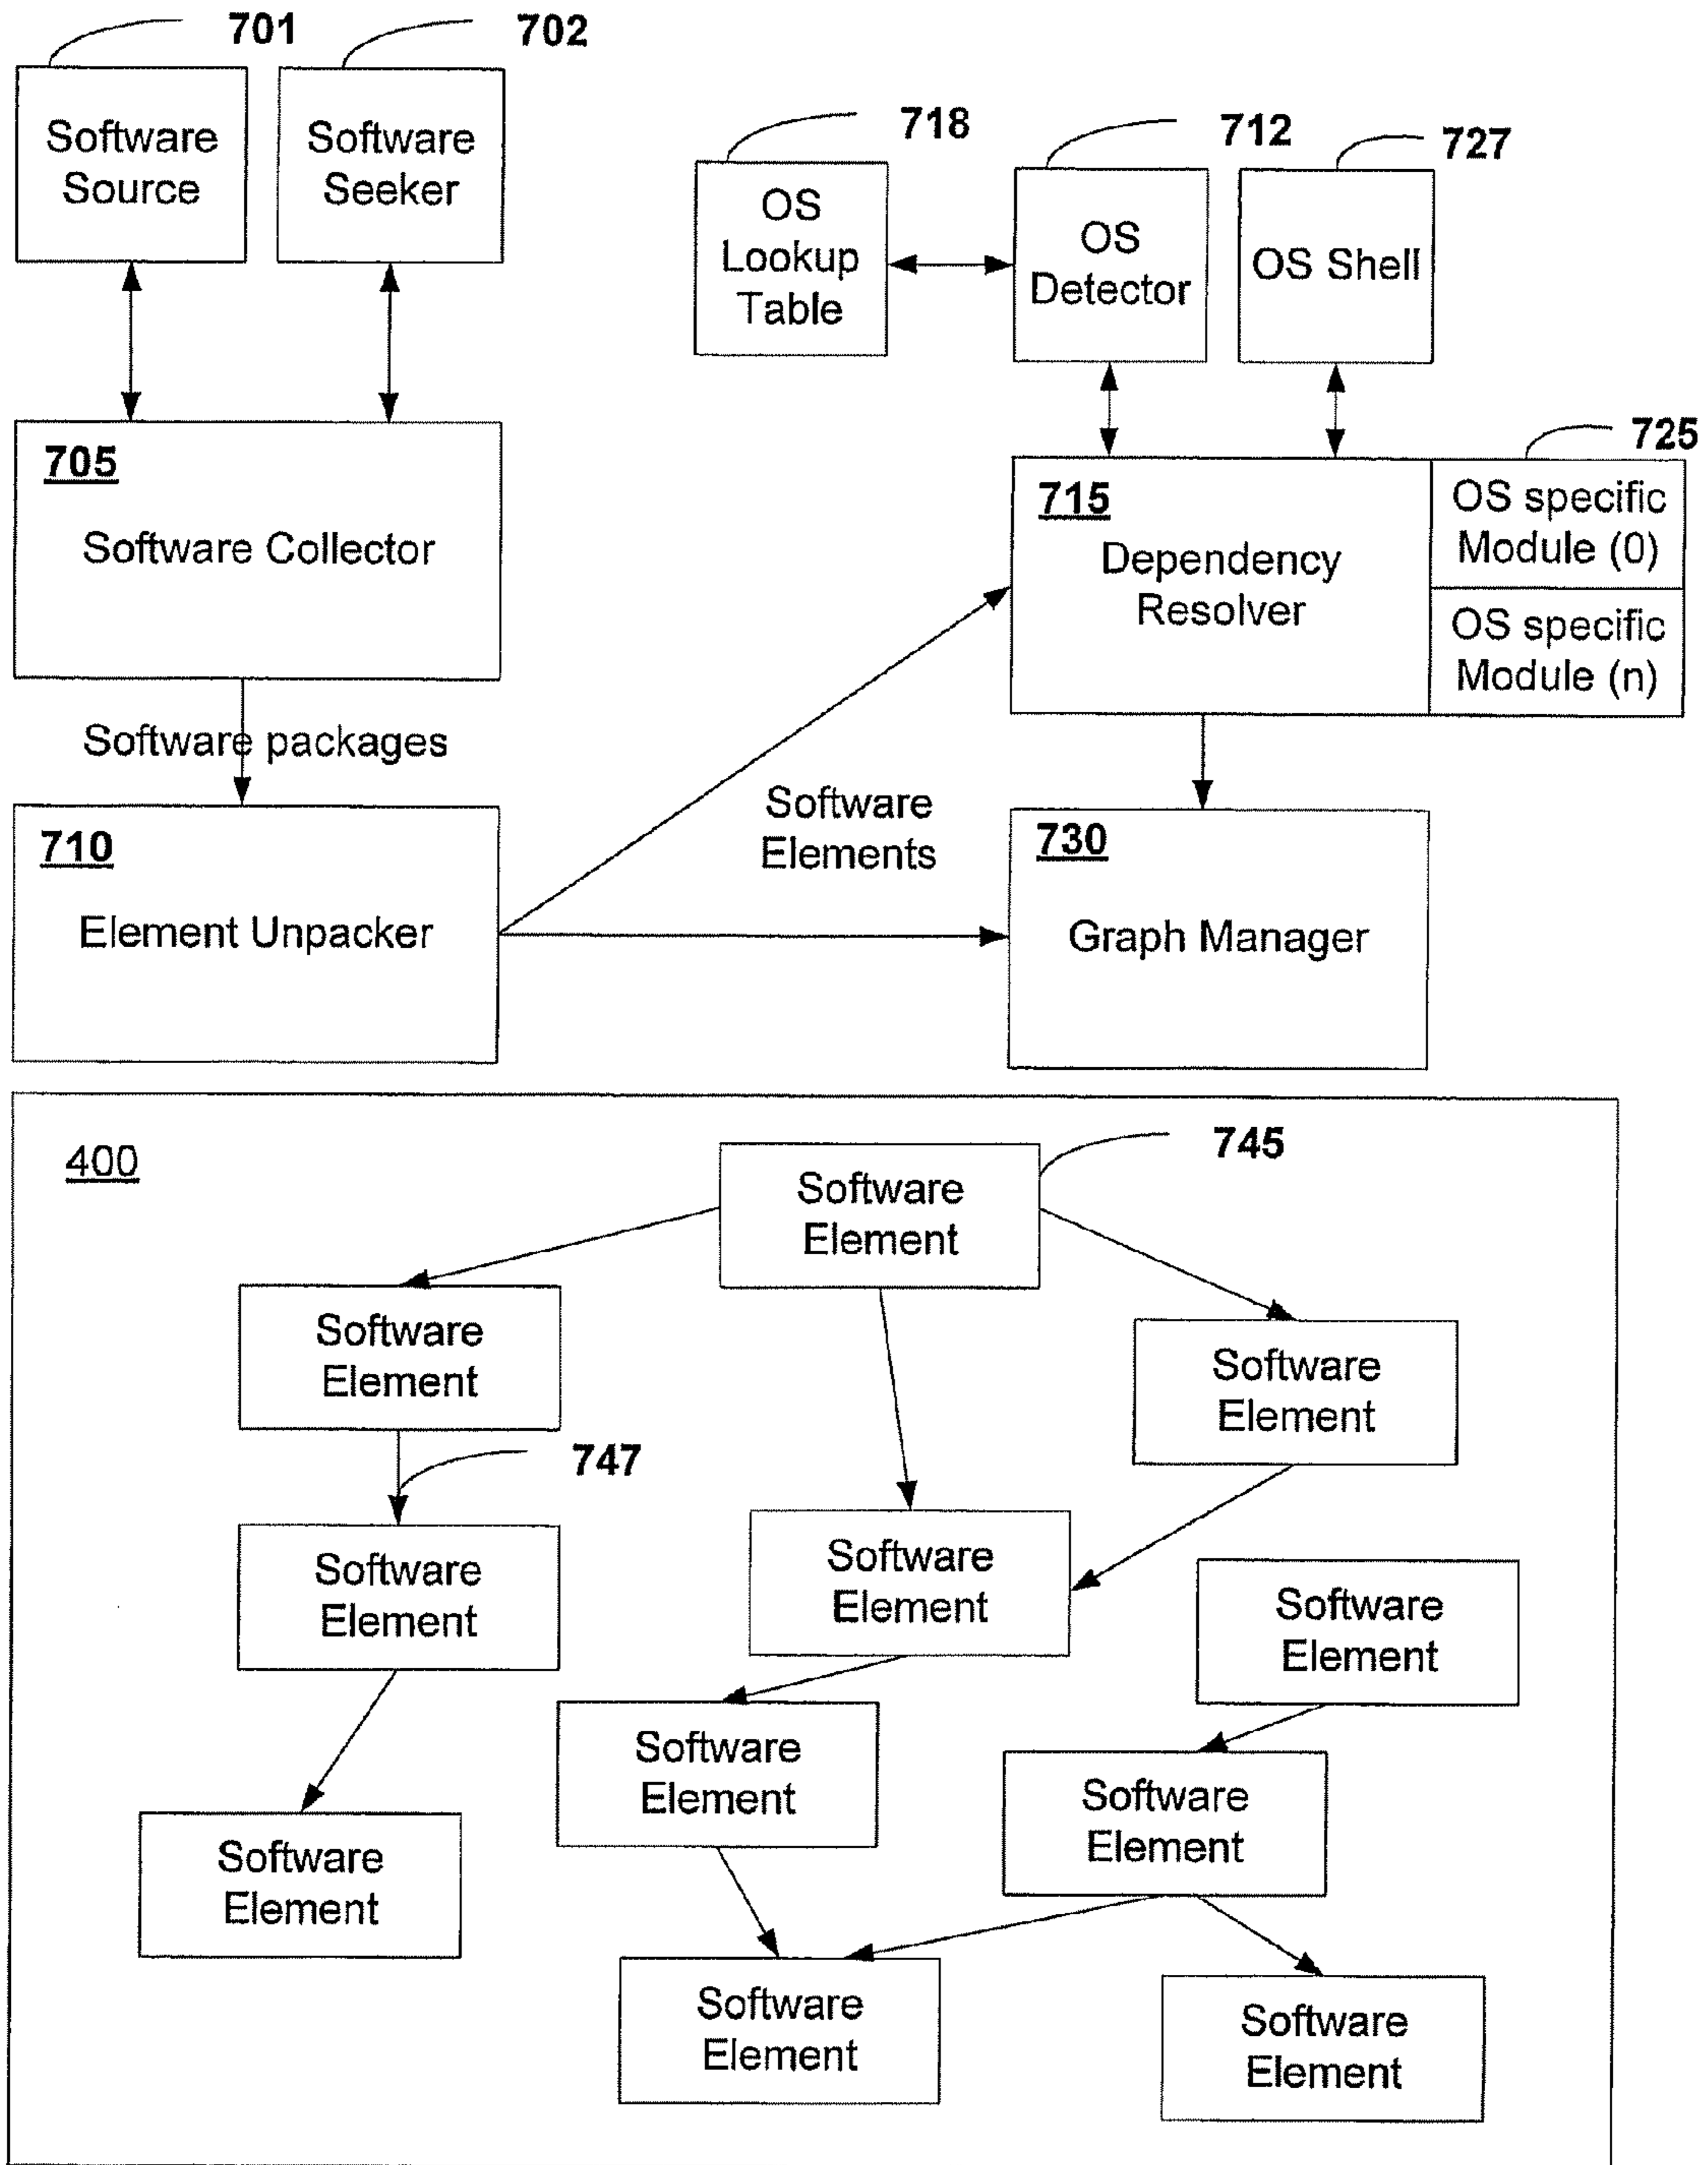 701
702
Software
Source
Software
Seeker
718
712
727
OS
Lookup
Table
OS
Detector
OS Shell
705
Software Collector
715
Dependency
Resolver
725
OS specific
Module (0)
OS specific
Module (n)
Software packages
710
Element Unpacker
Software
Elements
730
Graph Manager
400
745
Software
Element
Software
Element
Software
Element
747
Software
Element
Software
Element
Software
Element
Software
Element
Software
Element
Software
Element
Software
Element
Software
Element